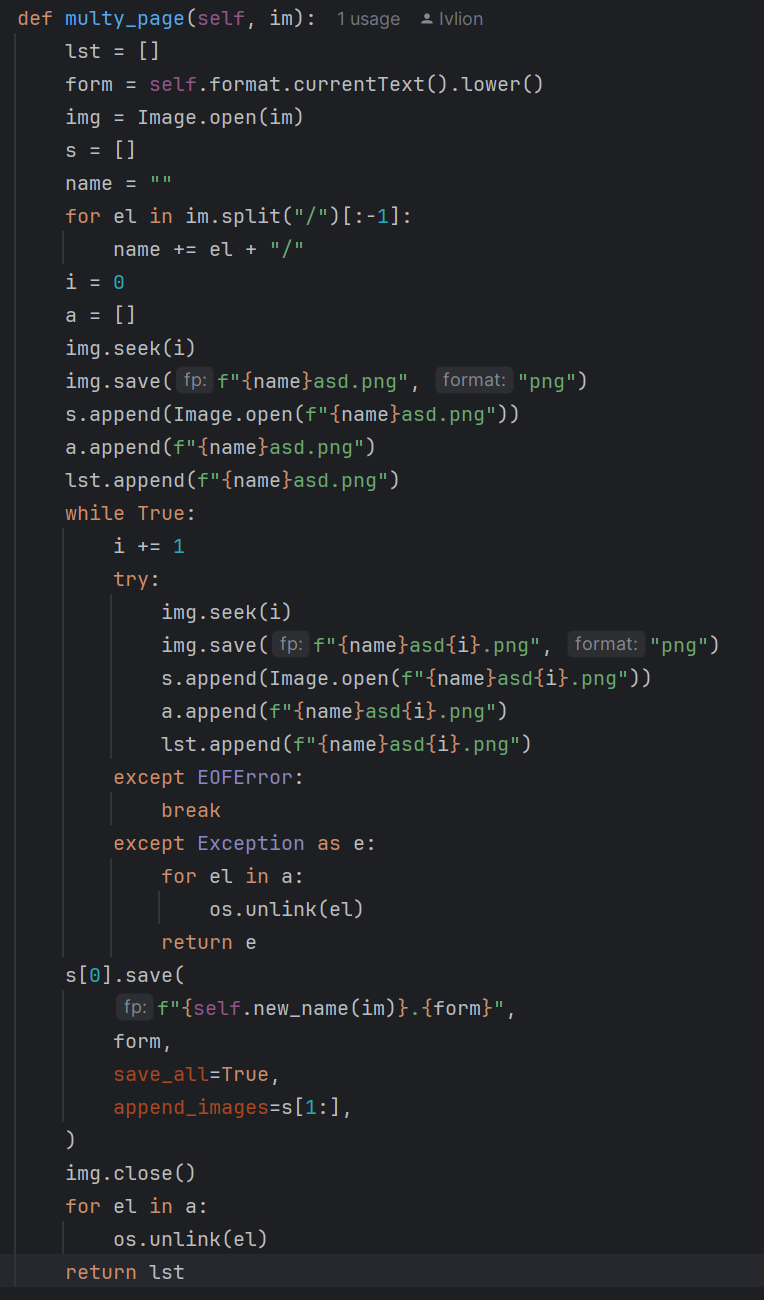 def multy_page(self, im): 1 usage Ivlion
    lst = []
    form = self.format.currentText().lower()
    img = Image.open(im)
    s = []
    name = ""
    for el in im.split("/")[:-1]:
        name += el + "/"
    i = 0
    a = []
    img.seek(i)
    img.save(fp: f"{name}asd.png", format: "png")
    s.append(Image.open(f"{name}asd.png"))
    a.append(f"{name}asd.png")
    lst.append(f"{name}asd.png")
    while True:
        i += 1
        try:
            img.seek(i)
            img.save(fp: f"{name}asd{i}.png", format: "png")
            s.append(Image.open(f"{name}asd{i}.png"))
            a.append(f"{name}asd{i}.png")
            lst.append(f"{name}asd{i}.png")
        except EOFError:
            break
        except Exception as e:
            for el in a:
                os.unlink(el)
            return e
    s[0].save(
        fp: f"{self.new_name(im)}.{form}",
        form,
        save_all=True,
        append_images=s[1:],
    )
    img.close()
    for el in a:
        os.unlink(el)
    return lst